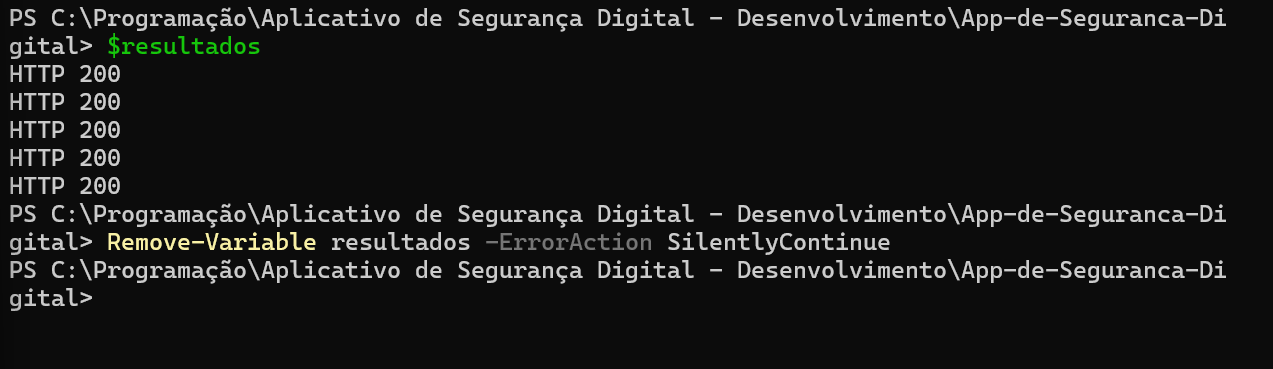 PS C:\Programação\Aplicativo de Segurança Digital - Desenvolvimento\App-de-Seguranca-Di
gital> $resultados
HTTP 200
HTTP 200
HTTP 200
HTTP 200
HTTP 200
PS C:\Programação\Aplicativo de Segurança Digital - Desenvolvimento\App-de-Seguranca-Di
gital> Remove-Variable resultados -ErrorAction SilentlyContinue
PS C:\Programação\Aplicativo de Segurança Digital - Desenvolvimento\App-de-Seguranca-Di
gital>